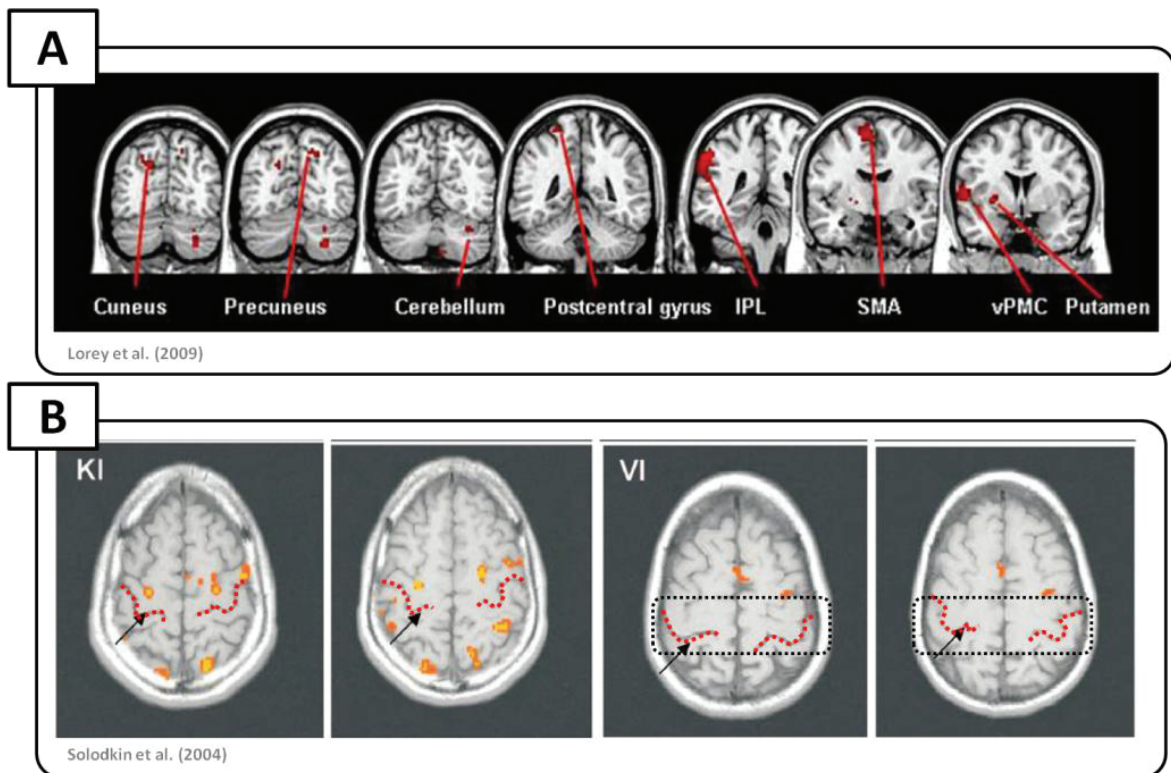 A
Cuneus Precuneus Cerebellum Postcentral gyrus IPL SMA vPMC Putamen
Lorey et al. (2009)
B
KI VI
Solodkin et al. (2004)